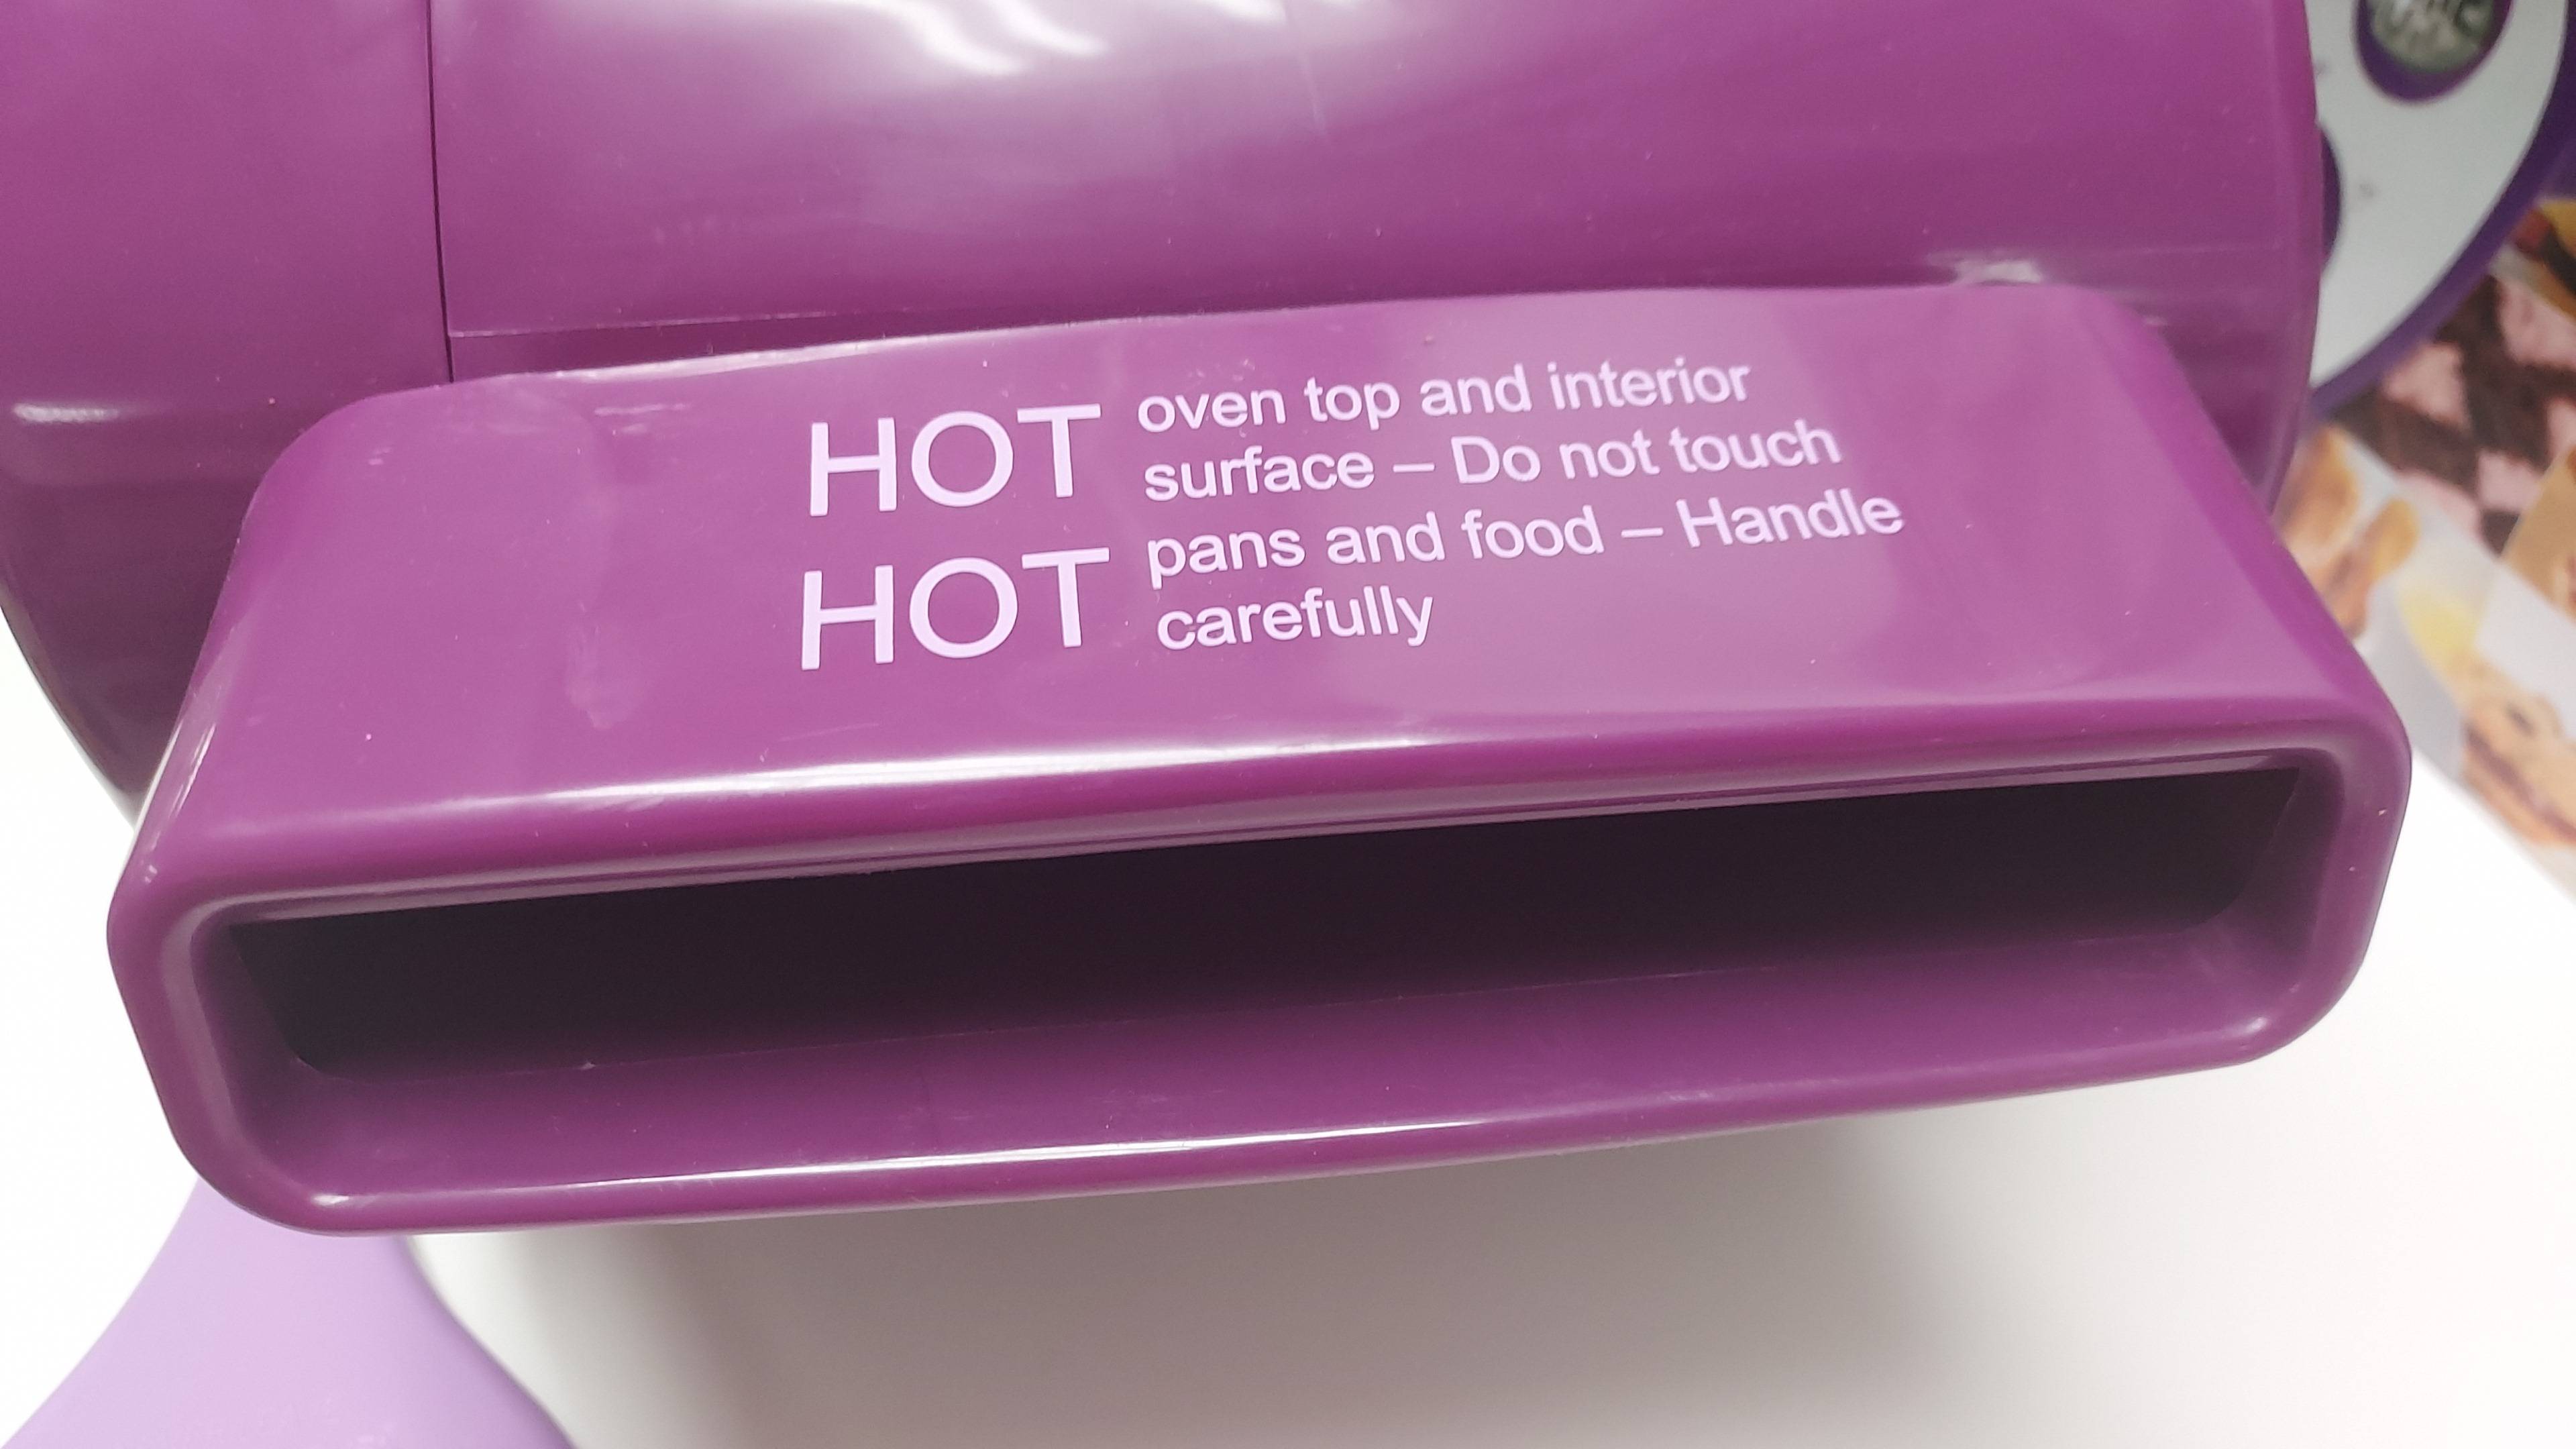 HOT oven top and interior
surface – Do not touch
HOT pans and food – Handle
carefully